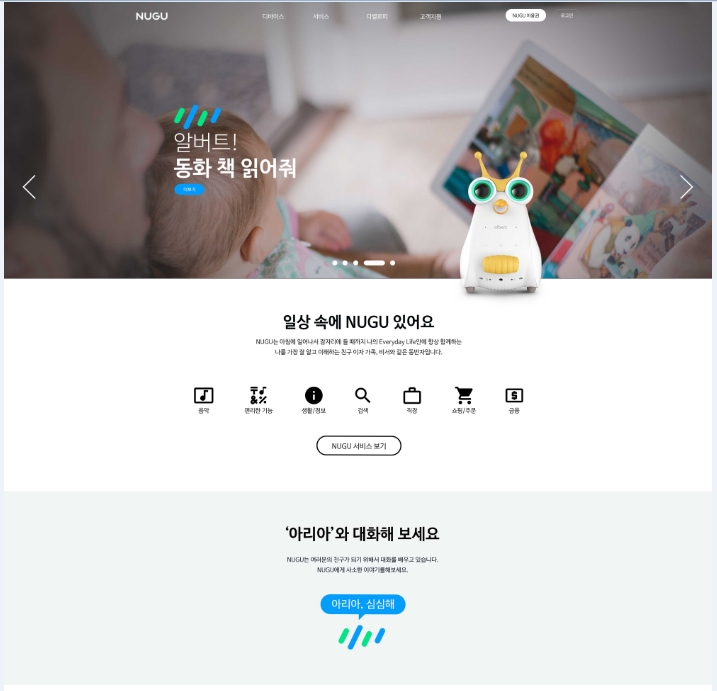 NUGU
디바이스 서비스 디벨로퍼 고객지원 NUGU 이용권 로그인
알버트!
동화 책 읽어줘
더보기
albert
일상 속에 NUGU 있어요
NUGU는 아침에 일어나서 잠자리에 들 때까지 나의 Everyday Life안에 항상 함께하는
나를 가장 잘 알고 이해하는 친구 이자 가족, 비서와 같은 동반자입니다.
음악 편리한 기능 생활/정보 검색 직장 쇼핑/주문 금융
NUGU 서비스 보기
‘아리아’와 대화해 보세요
NUGU는 여러분의 친구가 되기 위해서 대화를 배우고 있습니다.
NUGU에게 사소한 이야기를해보세요.
아리아, 심심해